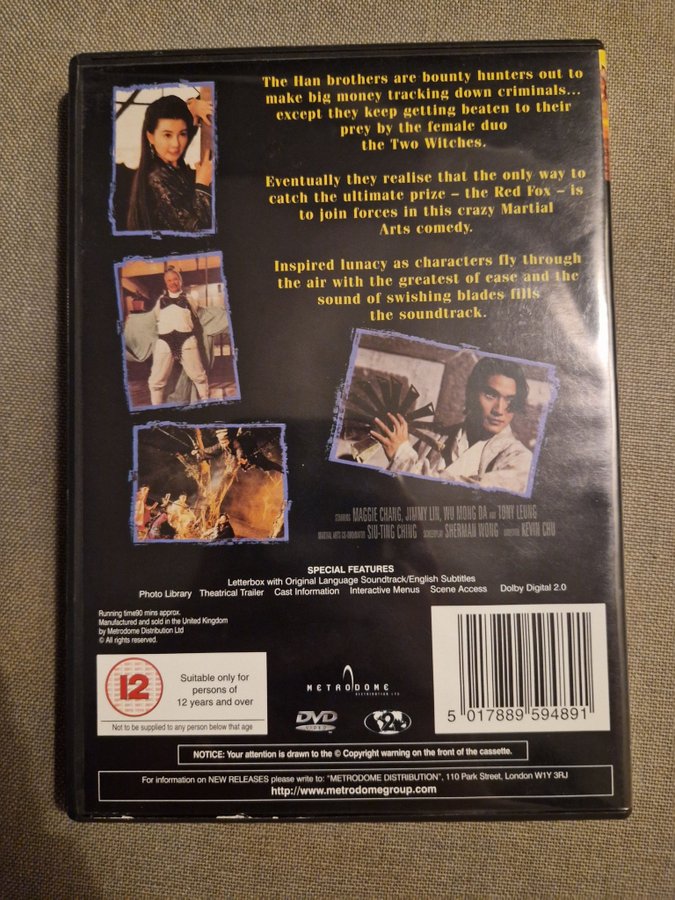 The Han brothers are bounty hunters out to
make big money tracking down criminals...
except they keep getting beaten to their
prey by the female duo
the Two Witches.
Eventually they realise that the only way to
catch the ultimate prize – the Red Fox – is
to join forces in this crazy Martial
Arts comedy.
Inspired lunacy as characters fly through
the air with the greatest of ease and the
sound of swishing blades fills
the soundtrack.
STARRING MAGGIE CHANG, JIMMY LIN, WU MONG DA AND TONY LEUNG
MARTIAL ARTS CO-ORDINATOR SIU-TING CHING SCREENPLAY SHERMAN WONG DIRECTOR KEVIN CHU
SPECIAL FEATURES
Letterbox with Original Language Soundtrack/English Subtitles
Photo Library Theatrical Trailer Cast Information Interactive Menus Scene Access Dolby Digital 2.0
Running time90 mins approx.
Manufactured and sold in the United Kingdom
by Metrodome Distribution Ltd
© All rights reserved.
12
Suitable only for
persons of
12 years and over
Not to be supplied to any person below that age
METRODOME
DISTRIBUTION LTD
DVD
VIDEO
2
5 017889 594891
NOTICE: Your attention is drawn to the © Copyright warning on the front of the cassette.
For information on NEW RELEASES please write to: "METRODOME DISTRIBUTION", 110 Park Street, London W1Y 3RJ
http://www.metrodomegroup.com